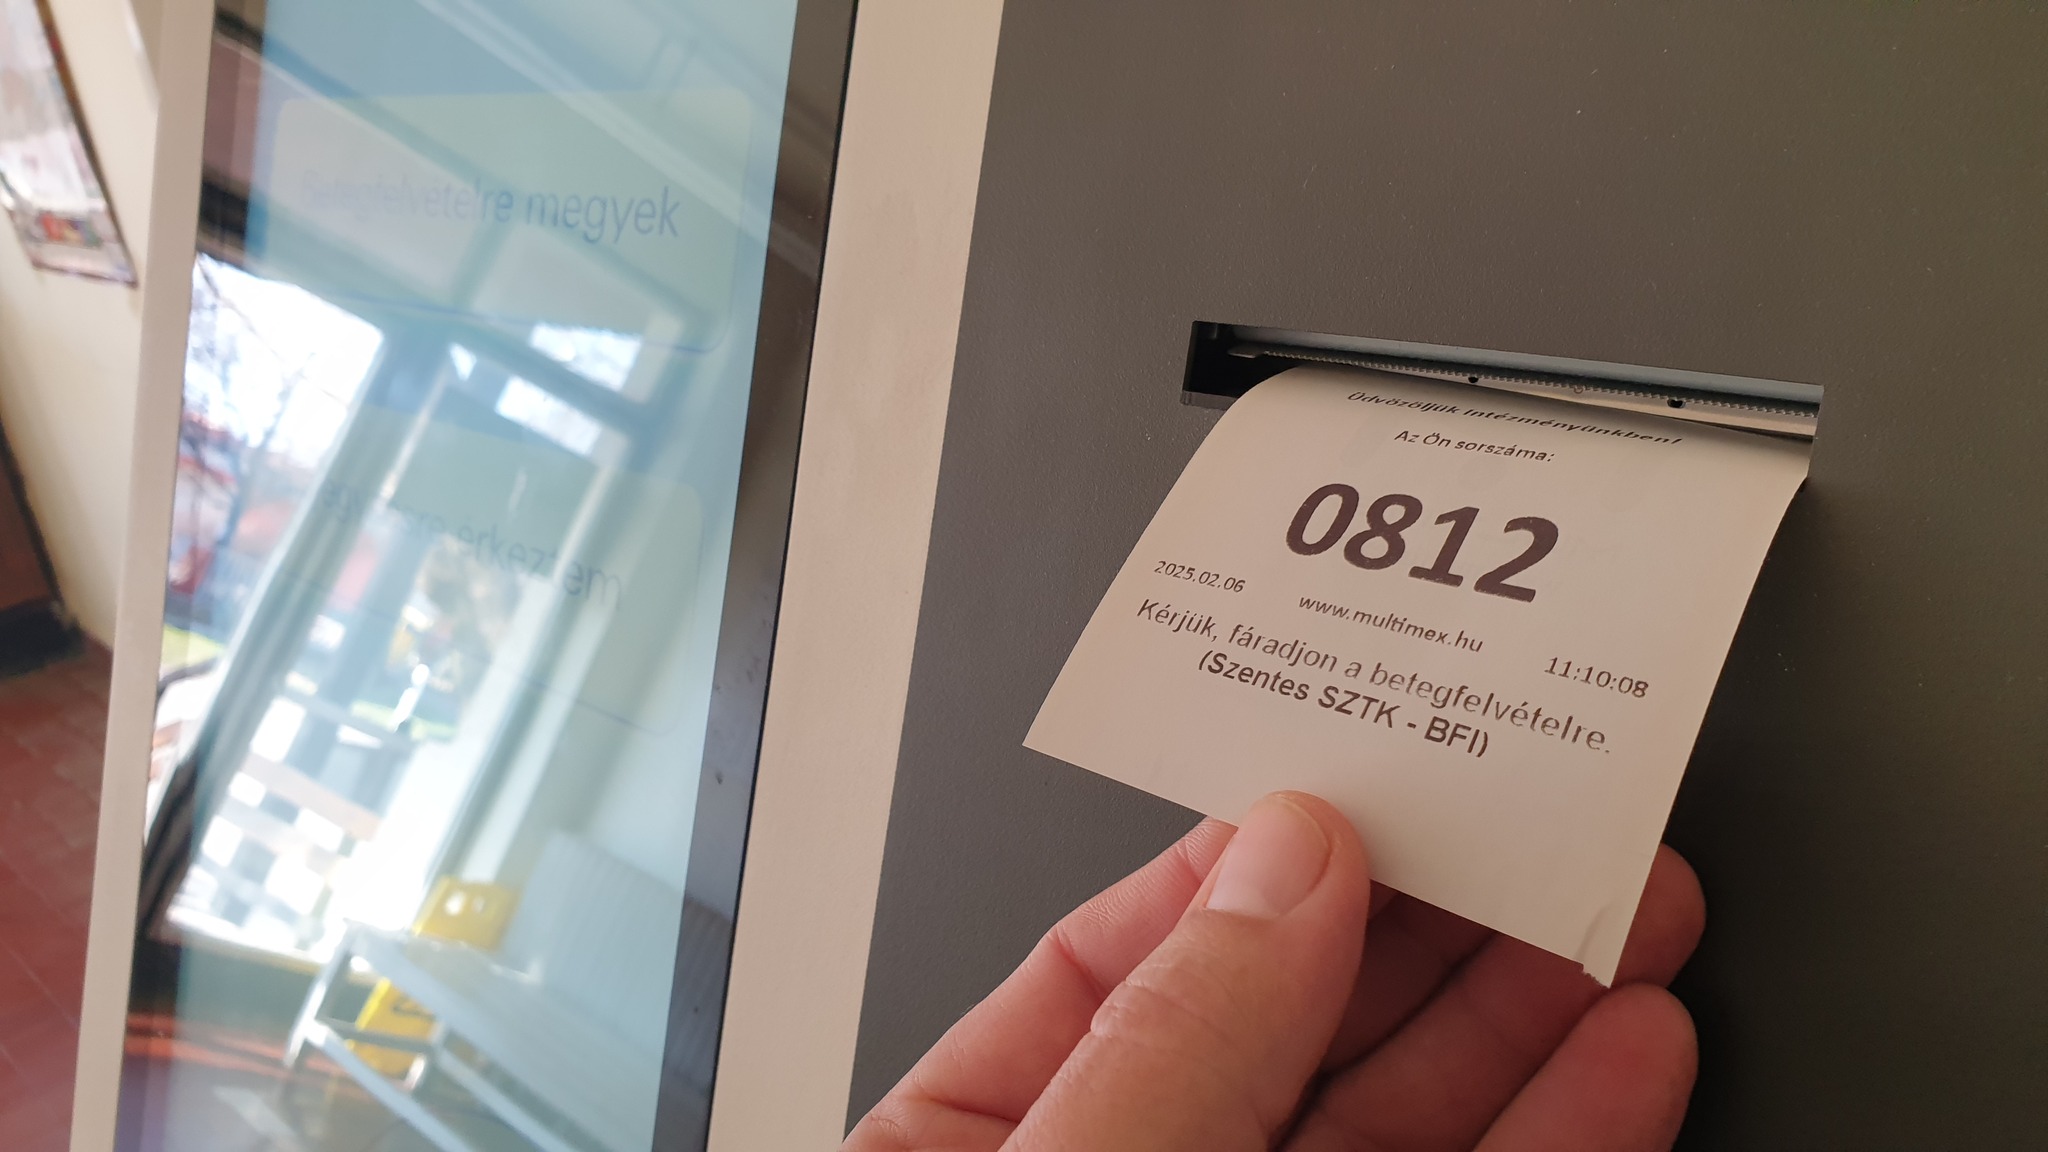 Betegfelvételre megyek
érkeztem
Üdvözöljük Intézményünkben!
Az Ön sorszáma:
0812
2025.02.06
www.multimex.hu
11:10:08
Kérjük, fáradjon a betegfelvételre.
(Szentes SZTK - BFI)